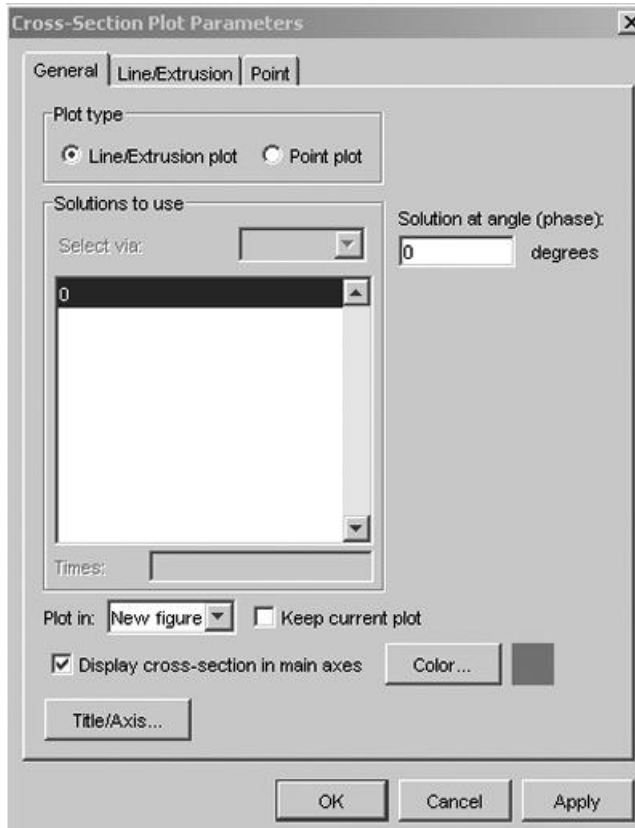 Cross-Section Plot Parameters
General Line/Extrusion Point
Plot type
Line/Extrusion plot Point plot
Solutions to use
Select via:
0
Times:
Solution at angle (phase):
0 degrees
Plot in: New figure Keep current plot
Display cross-section in main axes Color...
Title/Axis...
OK Cancel Apply